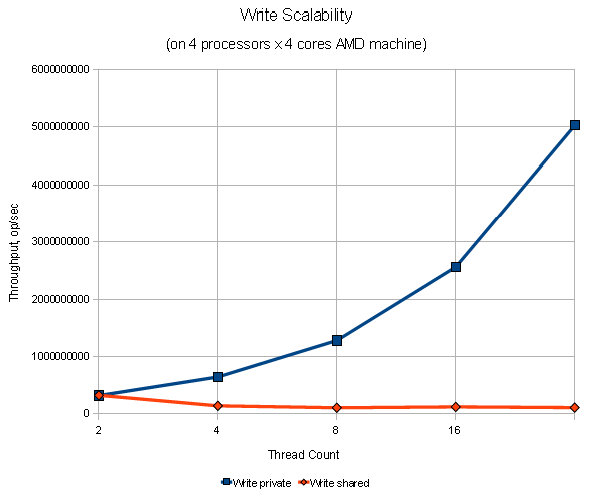 Write Scalability
(on 4 processors x 4 cores AMD machine)
6000000000
5000000000
4000000000
3000000000
2000000000
1000000000
0
Throughput, op/sec
2 4 8 16
Thread Count
Write private Write shared